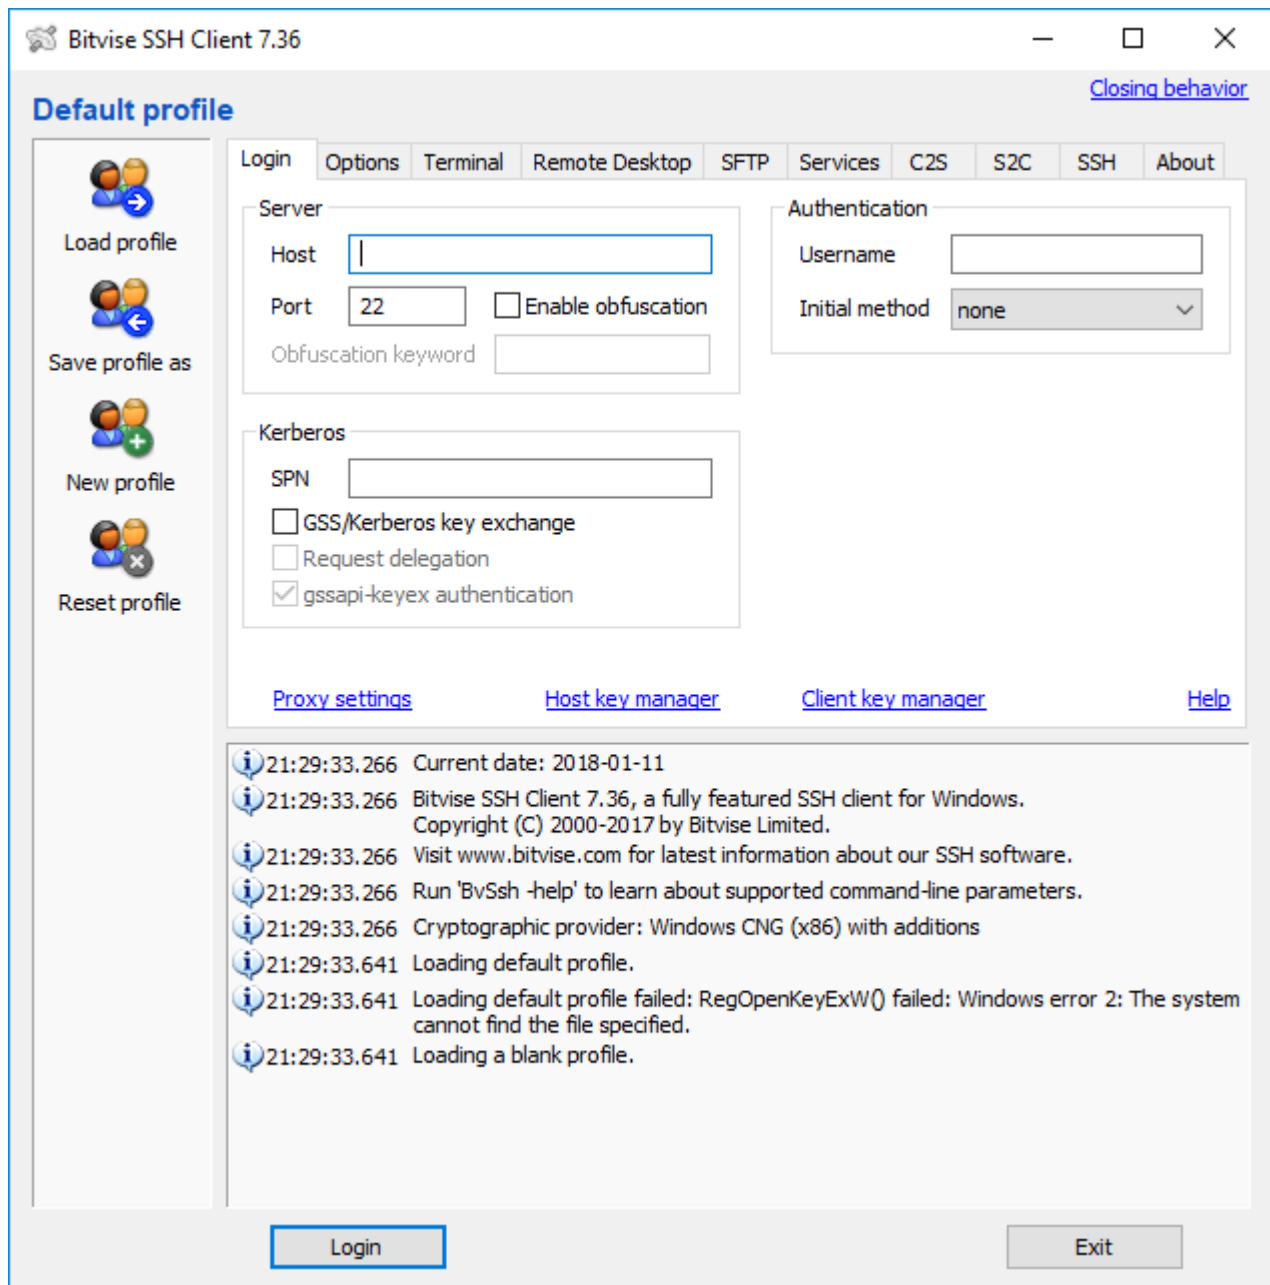 Bitvise SSH Client 7.36
Closing behavior
Default profile
Load profile
Save profile as
New profile
Reset profile
Login Options Terminal Remote Desktop SFTP Services C2S S2C SSH About
Server
Host
Port 22 Enable obfuscation
Obfuscation keyword
Authentication
Username
Initial method none
Kerberos
SPN
GSS/Kerberos key exchange
Request delegation
gssapi-keyex authentication
Proxy settings Host key manager Client key manager Help
21:29:33.266 Current date: 2018-01-11
21:29:33.266 Bitvise SSH Client 7.36, a fully featured SSH client for Windows.
Copyright (C) 2000-2017 by Bitvise Limited.
21:29:33.266 Visit www.bitvise.com for latest information about our SSH software.
21:29:33.266 Run 'BvSsh -help' to learn about supported command-line parameters.
21:29:33.266 Cryptographic provider: Windows CNG (x86) with additions
21:29:33.641 Loading default profile.
21:29:33.641 Loading default profile failed: RegOpenKeyExW() failed: Windows error 2: The system
cannot find the file specified.
21:29:33.641 Loading a blank profile.
Login Exit